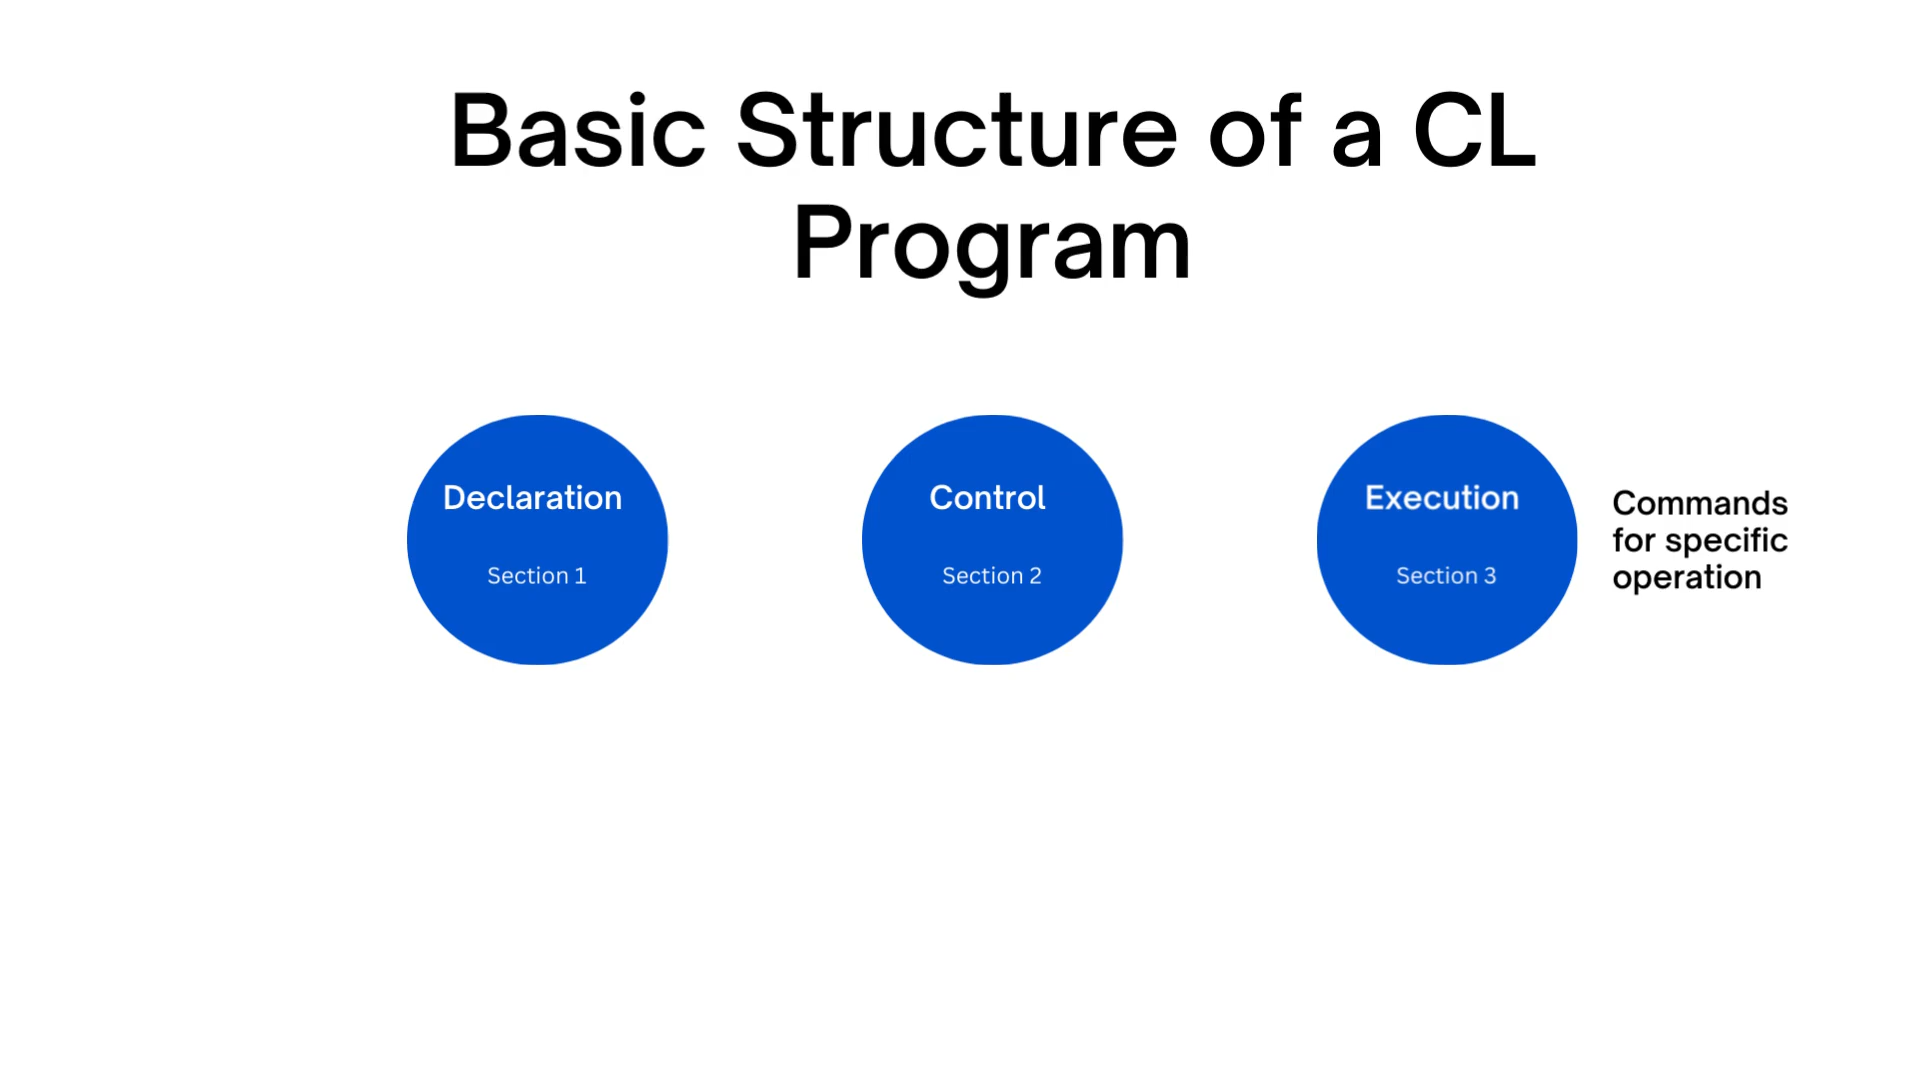 Basic Structure of a CL
Program
Declaration
Section 1
Control
Section 2
Execution
Section 3
Commands
for specific
operation